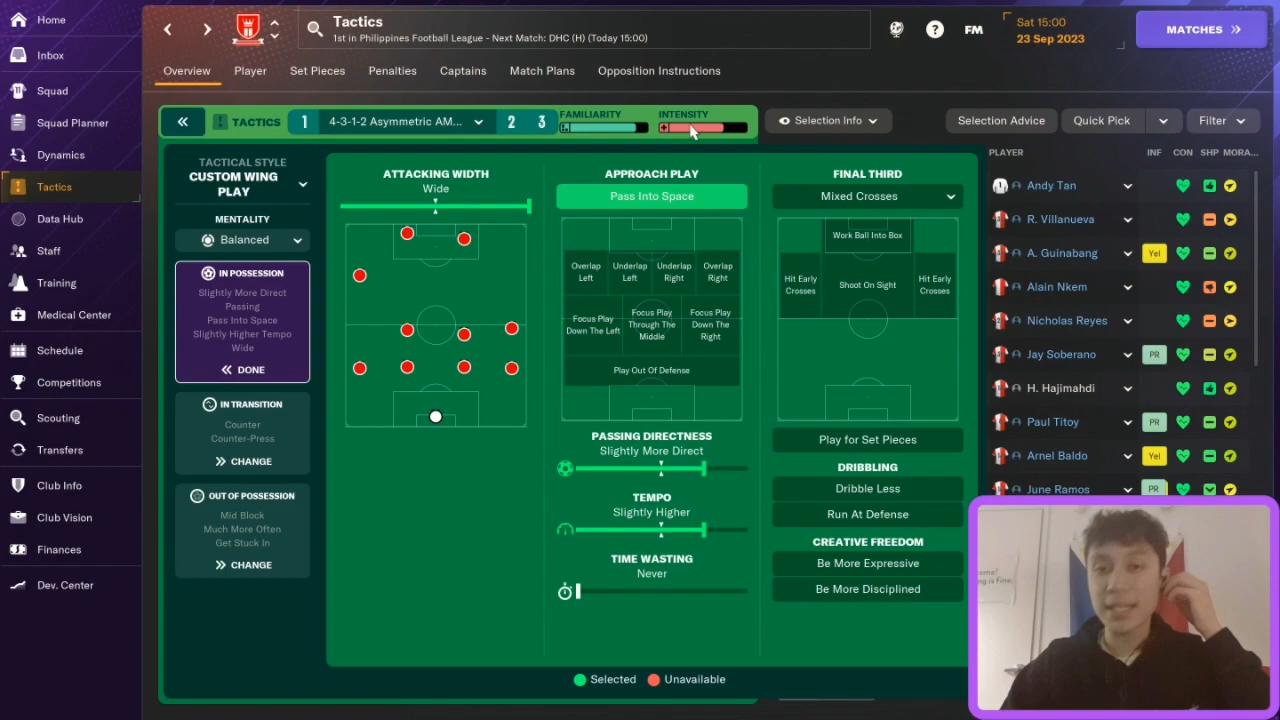 Home
Inbox
Squad
Squad Planner
Dynamics
Tactics
Data Hub
Staff
Training
Medical Center
Schedule
Competitions
Scouting
Transfers
Club Info
Club Vision
Finances
Dev. Center
Tactics
1st in Philippines Football League - Next Match: DHC (H) (Today 15:00)
FM
Sat 15:00
23 Sep 2023
MATCHES
Overview
Player
Set Pieces
Penalties
Captains
Match Plans
Opposition Instructions
TACTICS
1
4-3-1-2 Asymmetric AM...
2
3
FAMILIARITY
INTENSITY
Selection Info
Selection Advice
Quick Pick
Filter
TACTICAL STYLE
CUSTOM WING
PLAY
MENTALITY
Balanced
IN POSSESSION
Slightly More Direct
Passing
Pass Into Space
Slightly Higher Tempo
Wide
DONE
IN TRANSITION
Counter
Counter-Press
CHANGE
OUT OF POSSESSION
Mid Block
Much More Often
Get Stuck In
CHANGE
ATTACKING WIDTH
Wide
APPROACH PLAY
Pass Into Space
Overlap Left
Underlap Left
Underlap Right
Overlap Right
Focus Play Down The Left
Focus Play Through The Middle
Focus Play Down The Right
Play Out Of Defense
PASSING DIRECTNESS
Slightly More Direct
TEMPO
Slightly Higher
TIME WASTING
Never
FINAL THIRD
Mixed Crosses
Work Ball Into Box
Hit Early Crosses
Shoot On Sight
Hit Early Crosses
Play for Set Pieces
DRIBBLING
Dribble Less
Run At Defense
CREATIVE FREEDOM
Be More Expressive
Be More Disciplined
Selected
Unavailable
PLAYER INF CON SHP MORA...
Andy Tan
R. Villanueva
A. Guinabang Yel
Alain Nkem
Nicholas Reyes
Jay Soberano PR
H. Hajimahdi
Paul Titoy PR
Arnel Baldo Yel
June Ramos PR